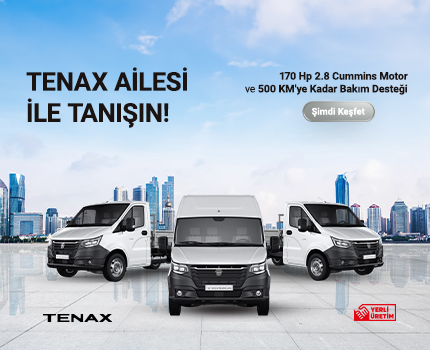 TENAX AİLESİ
İLE TANIŞIN!
170 Hp 2.8 Cummins Motor
ve 500 KM'ye Kadar Bakım Desteği
Şimdi Keşfet
TENAX
YERLİ
ÜRETİM